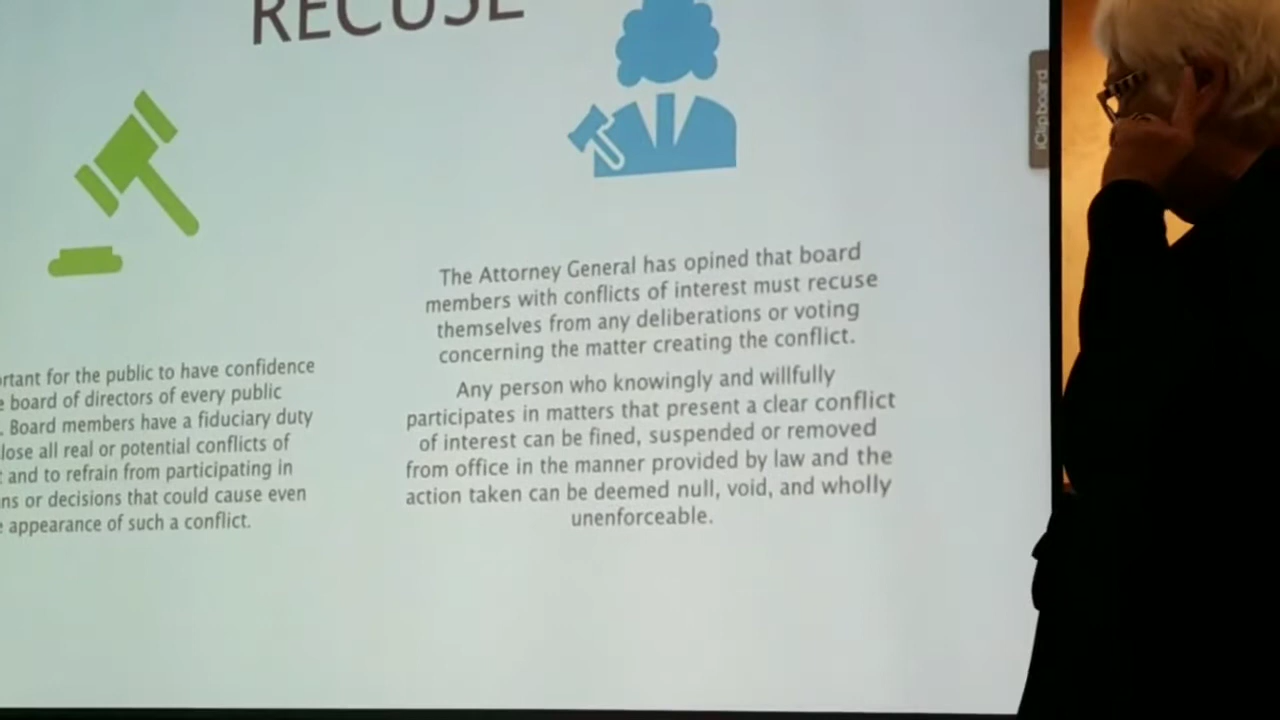 RECUSE
iClipboard
for the public to have confidence
board of directors of every public
. Board members have a fiduciary duty
all real or potential conflicts of
and to refrain from participating in
or decisions that could cause even
appearance of such a conflict.
The Attorney General has opined that board
members with conflicts of interest must recuse
themselves from any deliberations or voting
concerning the matter creating the conflict.
Any person who knowingly and willfully
participates in matters that present a clear conflict
of interest can be fined, suspended or removed
from office in the manner provided by law and the
action taken can be deemed null, void, and wholly
unenforceable.